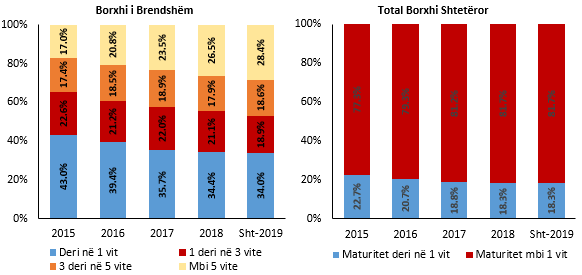 Borxhi i Brendshëm
100%
80%
60%
40%
20%
0%
17.0% 20.8% 23.5% 26.5% 28.4%
17.4% 18.5% 18.9% 17.9% 18.6%
22.6% 21.2% 22.0% 21.1% 18.9%
43.0% 39.4% 35.7% 34.4% 34.0%
2015 2016 2017 2018 Sht-2019
Deri në 1 vit 1 deri në 3 vite
3 deri në 5 vite Mbi 5 vite
Total Borxhi Shtetëror
100%
80%
60%
40%
20%
0%
22.7% 20.7% 18.8% 18.3% 18.3%
2015 2016 2017 2018 Sht-2019
Maturitet deri në 1 vit Maturitet mbi 1 vit